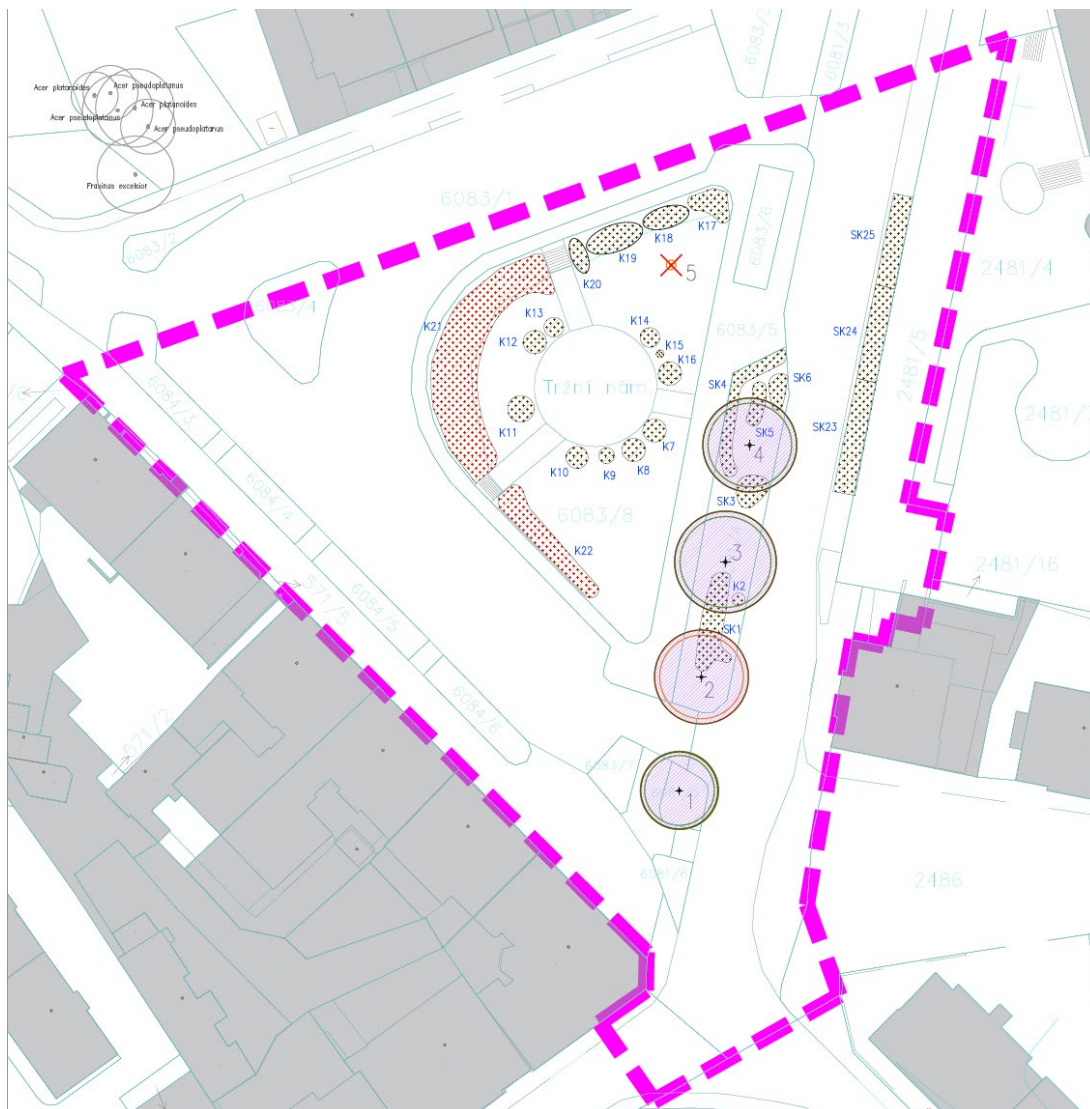 6083/3
6081/3
Acer pseudoplatanus
Acer platanoides
Acer platanoides
Acer pseudoplatanus
Acer pseudoplatanus
Fraxinus excelsior
6083/1
6083/2
6083/4
6083/6
K17
K18
K19
K20
5
SK25
2481/4
K21
K13
K12
K14
K15
K16
6083/5
SK24
2481/5
Tržní nám.
SK4
SK6
SK5
4
K11
SK23
K7
K8
K9
K10
6084/3
6084/4
SK3
6083/8
K22
3
K2
SK1
2481/16
571/5
6084/5
2
6084/6
571/2
6083/7
1
6081/6
2486